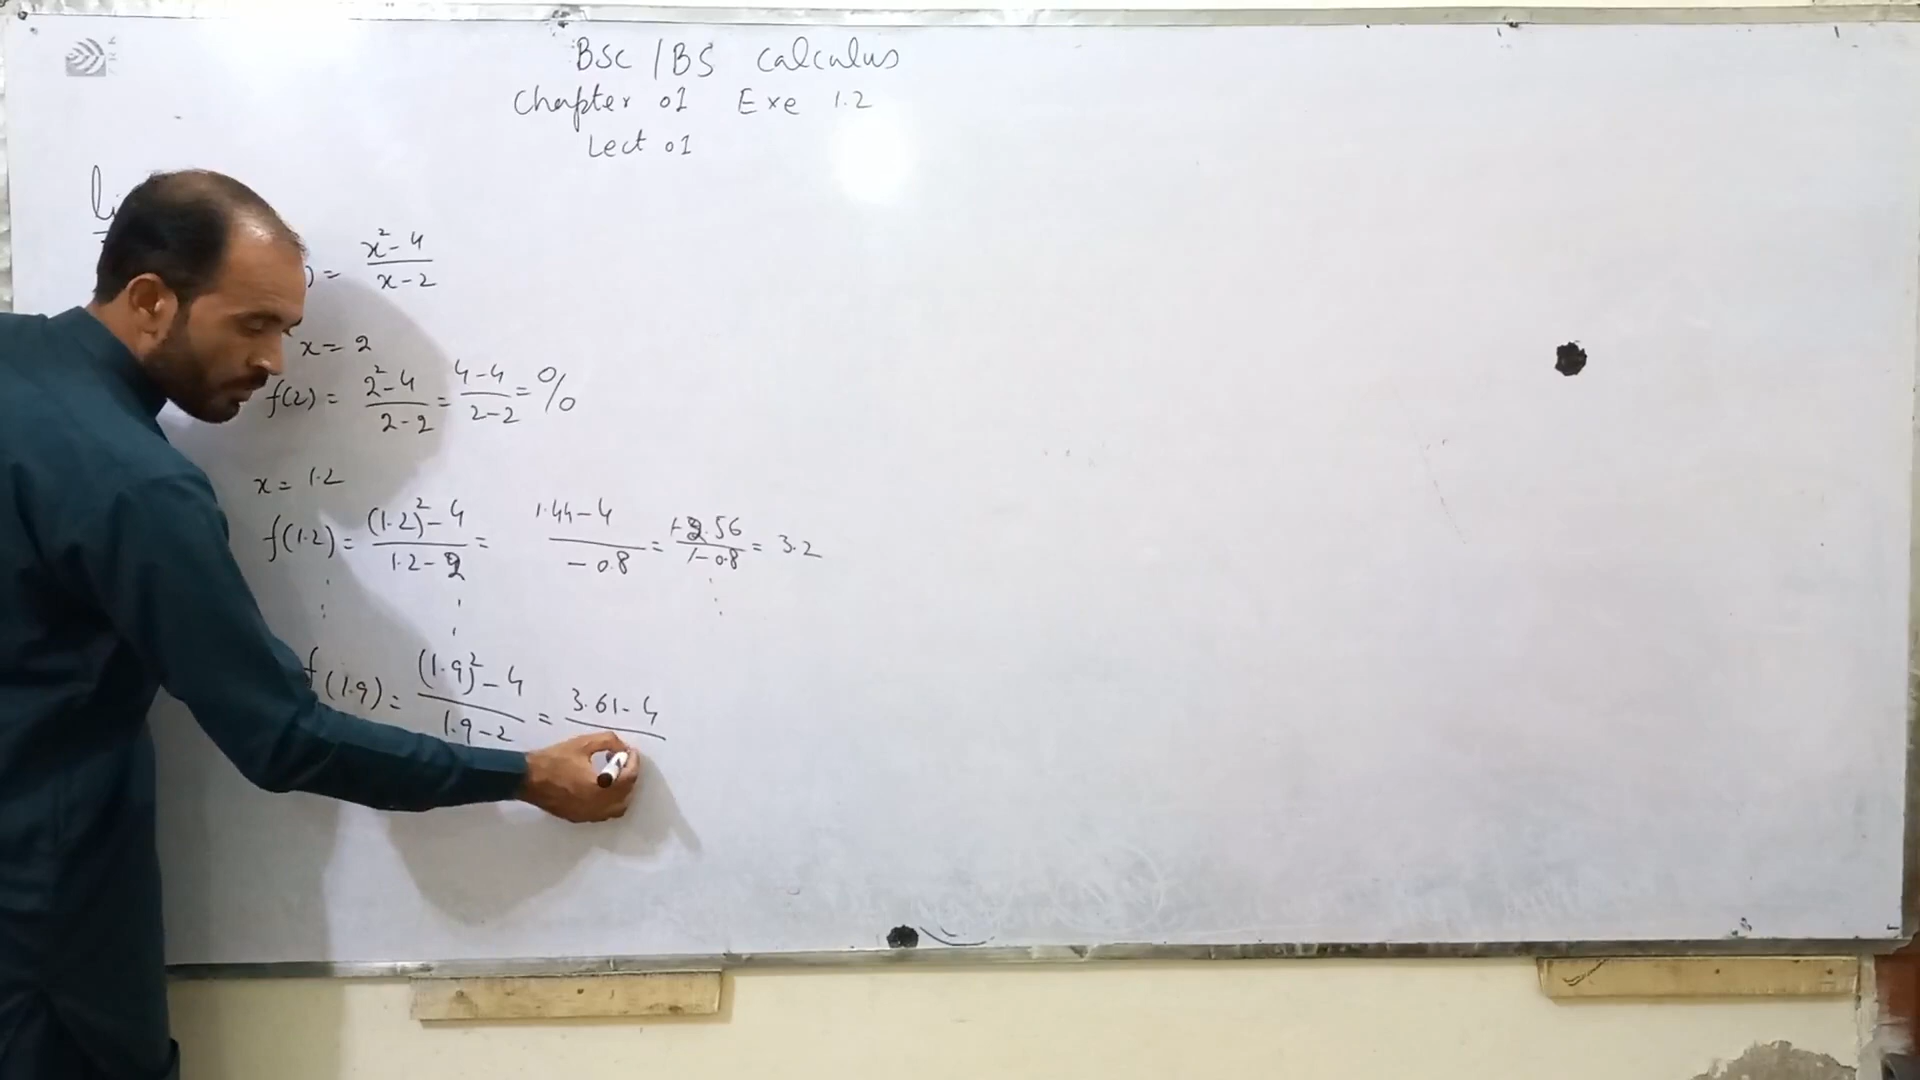 BSC / BS Calculus
Chapter 01 Exe 1.2
Lect 01
) = x² - 4 / x - 2
x = 2
f(2) = 2² - 4 / 2 - 2 = 4 - 4 / 2 - 2 = 0/0
x = 1.2
f(1.2) = (1.2)² - 4 / 1.2 - 2 = 1.44 - 4 / - 0.8 = -2.56 / -0.8 = 3.2
f(1.9) = (1.9)² - 4 / 1.9 - 2 = 3.61 - 4